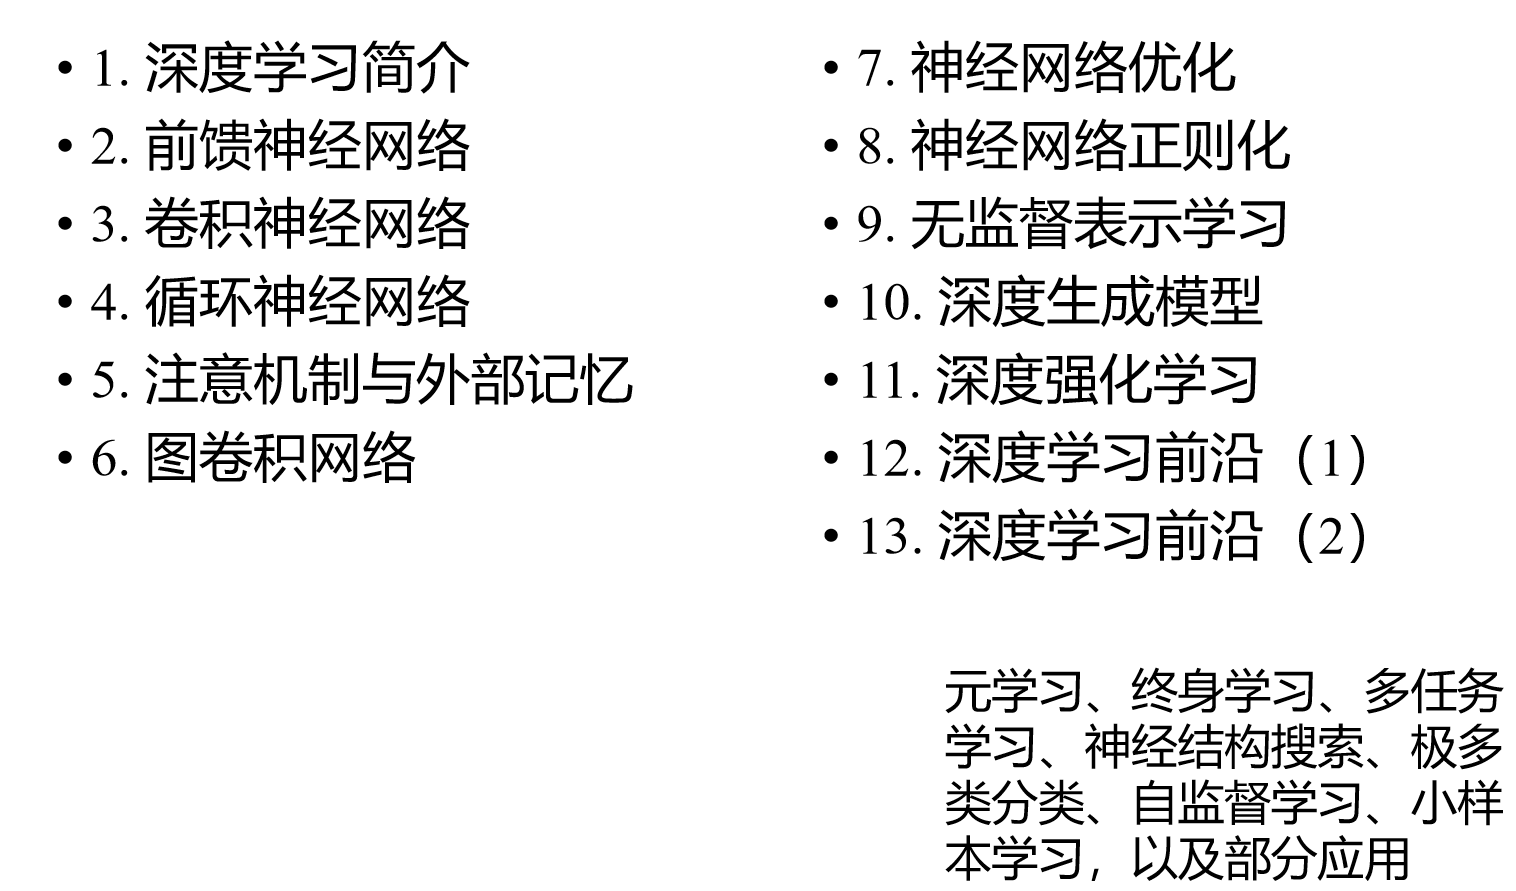 • 1. 深度学习简介
• 2. 前馈神经网络
• 3. 卷积神经网络
• 4. 循环神经网络
• 5. 注意机制与外部记忆
• 6. 图卷积网络
• 7. 神经网络优化
• 8. 神经网络正则化
• 9. 无监督表示学习
• 10. 深度生成模型
• 11. 深度强化学习
• 12. 深度学习前沿（1）
• 13. 深度学习前沿（2）
元学习、终身学习、多任务
学习、神经结构搜索、极多
类分类、自监督学习、小样
本学习，以及部分应用